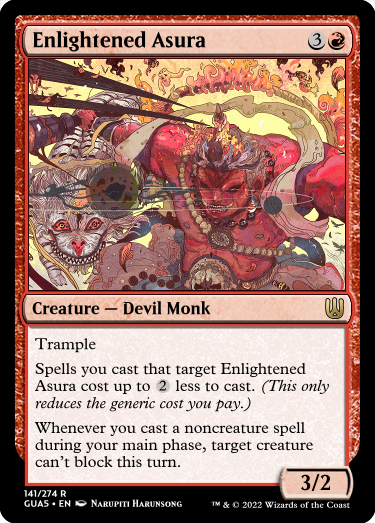 Enlightened Asura 3
Creature — Devil Monk
Trample
Spells you cast that target Enlightened
Asura cost up to 2 less to cast. (This only
reduces the generic cost you pay.)
Whenever you cast a noncreature spell
during your main phase, target creature
can't block this turn.
3/2
141/274 R
GUA5 • EN Narupiti Harunsong
™ & © 2022 Wizards of the Coast